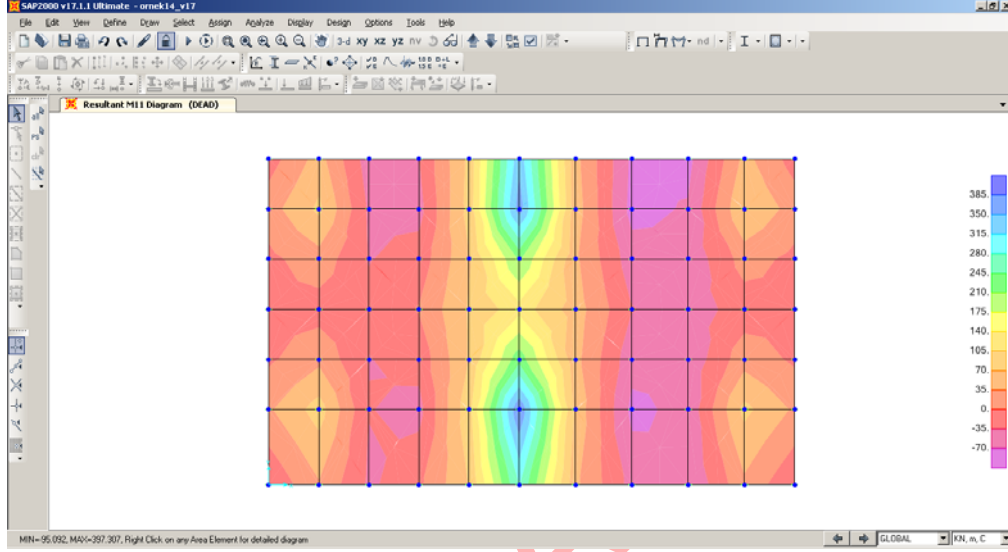 SAP2000 v17.1.1 Ultimate - ornek14_v17
File Edit View Define Draw Select Assign Analyze Display Design Options Tools Help
3-d xy xz yz nv
nd
Resultant M11 Diagram (DEAD)
385.
350.
315.
280.
245.
210.
175.
140.
105.
70.
35.
0.
-35.
-70.
MIN=-95.092, MAX=397.307, Right Click on any Area Element for detailed diagram
GLOBAL
KN, m, C